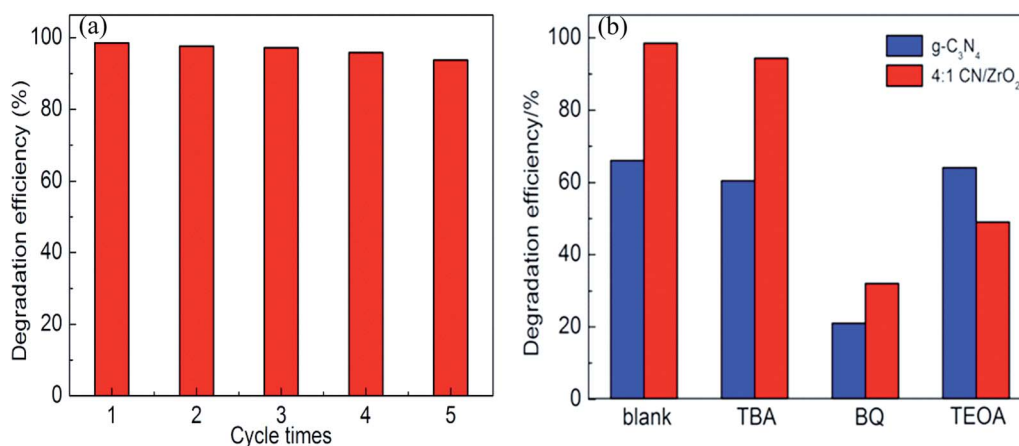 (a)
Degradation efficiency (%)
100
80
60
40
20
0
1 2 3 4 5
Cycle times
(b)
Degradation efficiency/%
100
80
60
40
20
0
g-C₃N₄
4:1 CN/ZrO₂
blank TBA BQ TEOA